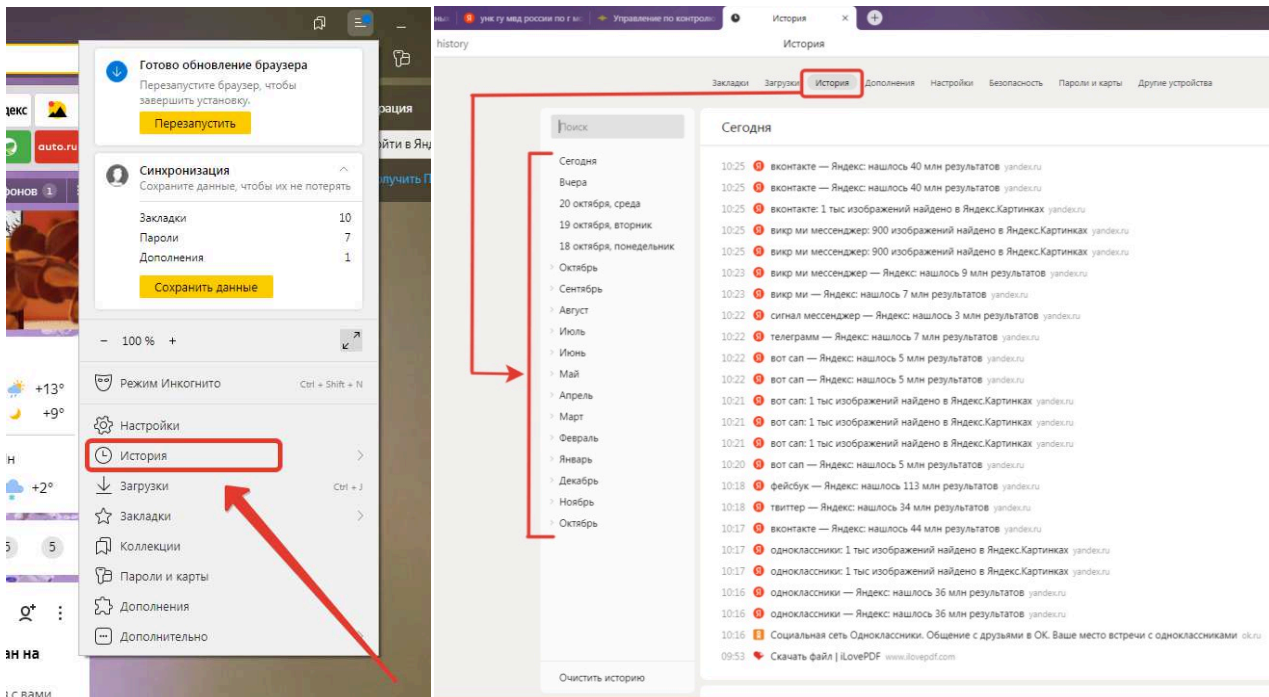 Готово обновление браузера
Перезапустите браузер, чтобы
завершить установку.
Перезапустить
Синхронизация
Сохраните данные, чтобы их не потерять
Закладки 10
Пароли 7
Дополнения 1
Сохранить данные
− 100 % +
Режим Инкогнито Ctrl + Shift + N
Настройки
История
Загрузки Ctrl + J
Закладки
Коллекции
Пароли и карты
Дополнения
Дополнительно
auto.ru
1
+13°
+9°
+2°
5 5
ан на
с вами
рация
унк гу мвд россии по г мо
Управление по контролю
История
history
История
Закладки Загрузки История Дополнения Настройки Безопасность Пароли и карты Другие устройства
Поиск
Сегодня
Вчера
20 октября, среда
19 октября, вторник
18 октября, понедельник
Октябрь
Сентябрь
Август
Июль
Июнь
Май
Апрель
Март
Февраль
Январь
Декабрь
Ноябрь
Октябрь
Очистить историю
Сегодня
10:25 вконтакте — Яндекс: нашлось 40 млн результатов yandex.ru
10:25 вконтакте — Яндекс: нашлось 40 млн результатов yandex.ru
10:25 вконтакте: 1 тыс изображений найдено в Яндекс.Картинках yandex.ru
10:25 викр ми мессенджер: 900 изображений найдено в Яндекс.Картинках yandex.ru
10:25 викр ми мессенджер: 900 изображений найдено в Яндекс.Картинках yandex.ru
10:23 викр ми мессенджер — Яндекс: нашлось 9 млн результатов yandex.ru
10:23 викр ми — Яндекс: нашлось 7 млн результатов yandex.ru
10:22 сигнал мессенджер — Яндекс: нашлось 3 млн результатов yandex.ru
10:22 телеграмм — Яндекс: нашлось 7 млн результатов yandex.ru
10:22 вот сап — Яндекс: нашлось 5 млн результатов yandex.ru
10:22 вот сап — Яндекс: нашлось 5 млн результатов yandex.ru
10:21 вот сап: 1 тыс изображений найдено в Яндекс.Картинках yandex.ru
10:21 вот сап: 1 тыс изображений найдено в Яндекс.Картинках yandex.ru
10:21 вот сап: 1 тыс изображений найдено в Яндекс.Картинках yandex.ru
10:20 вот сап — Яндекс: нашлось 5 млн результатов yandex.ru
10:18 фейсбук — Яндекс: нашлось 113 млн результатов yandex.ru
10:18 твиттер — Яндекс: нашлось 34 млн результатов yandex.ru
10:17 вконтакте — Яндекс: нашлось 44 млн результатов yandex.ru
10:17 одноклассники: 1 тыс изображений найдено в Яндекс.Картинках yandex.ru
10:17 одноклассники: 1 тыс изображений найдено в Яндекс.Картинках yandex.ru
10:16 одноклассники — Яндекс: нашлось 36 млн результатов yandex.ru
10:16 одноклассники — Яндекс: нашлось 36 млн результатов yandex.ru
10:16 Социальная сеть Одноклассники. Общение с друзьями в ОК. Ваше место встречи с одноклассниками ok.ru
09:53 Скачать файл | iLovePDF www.ilovepdf.com